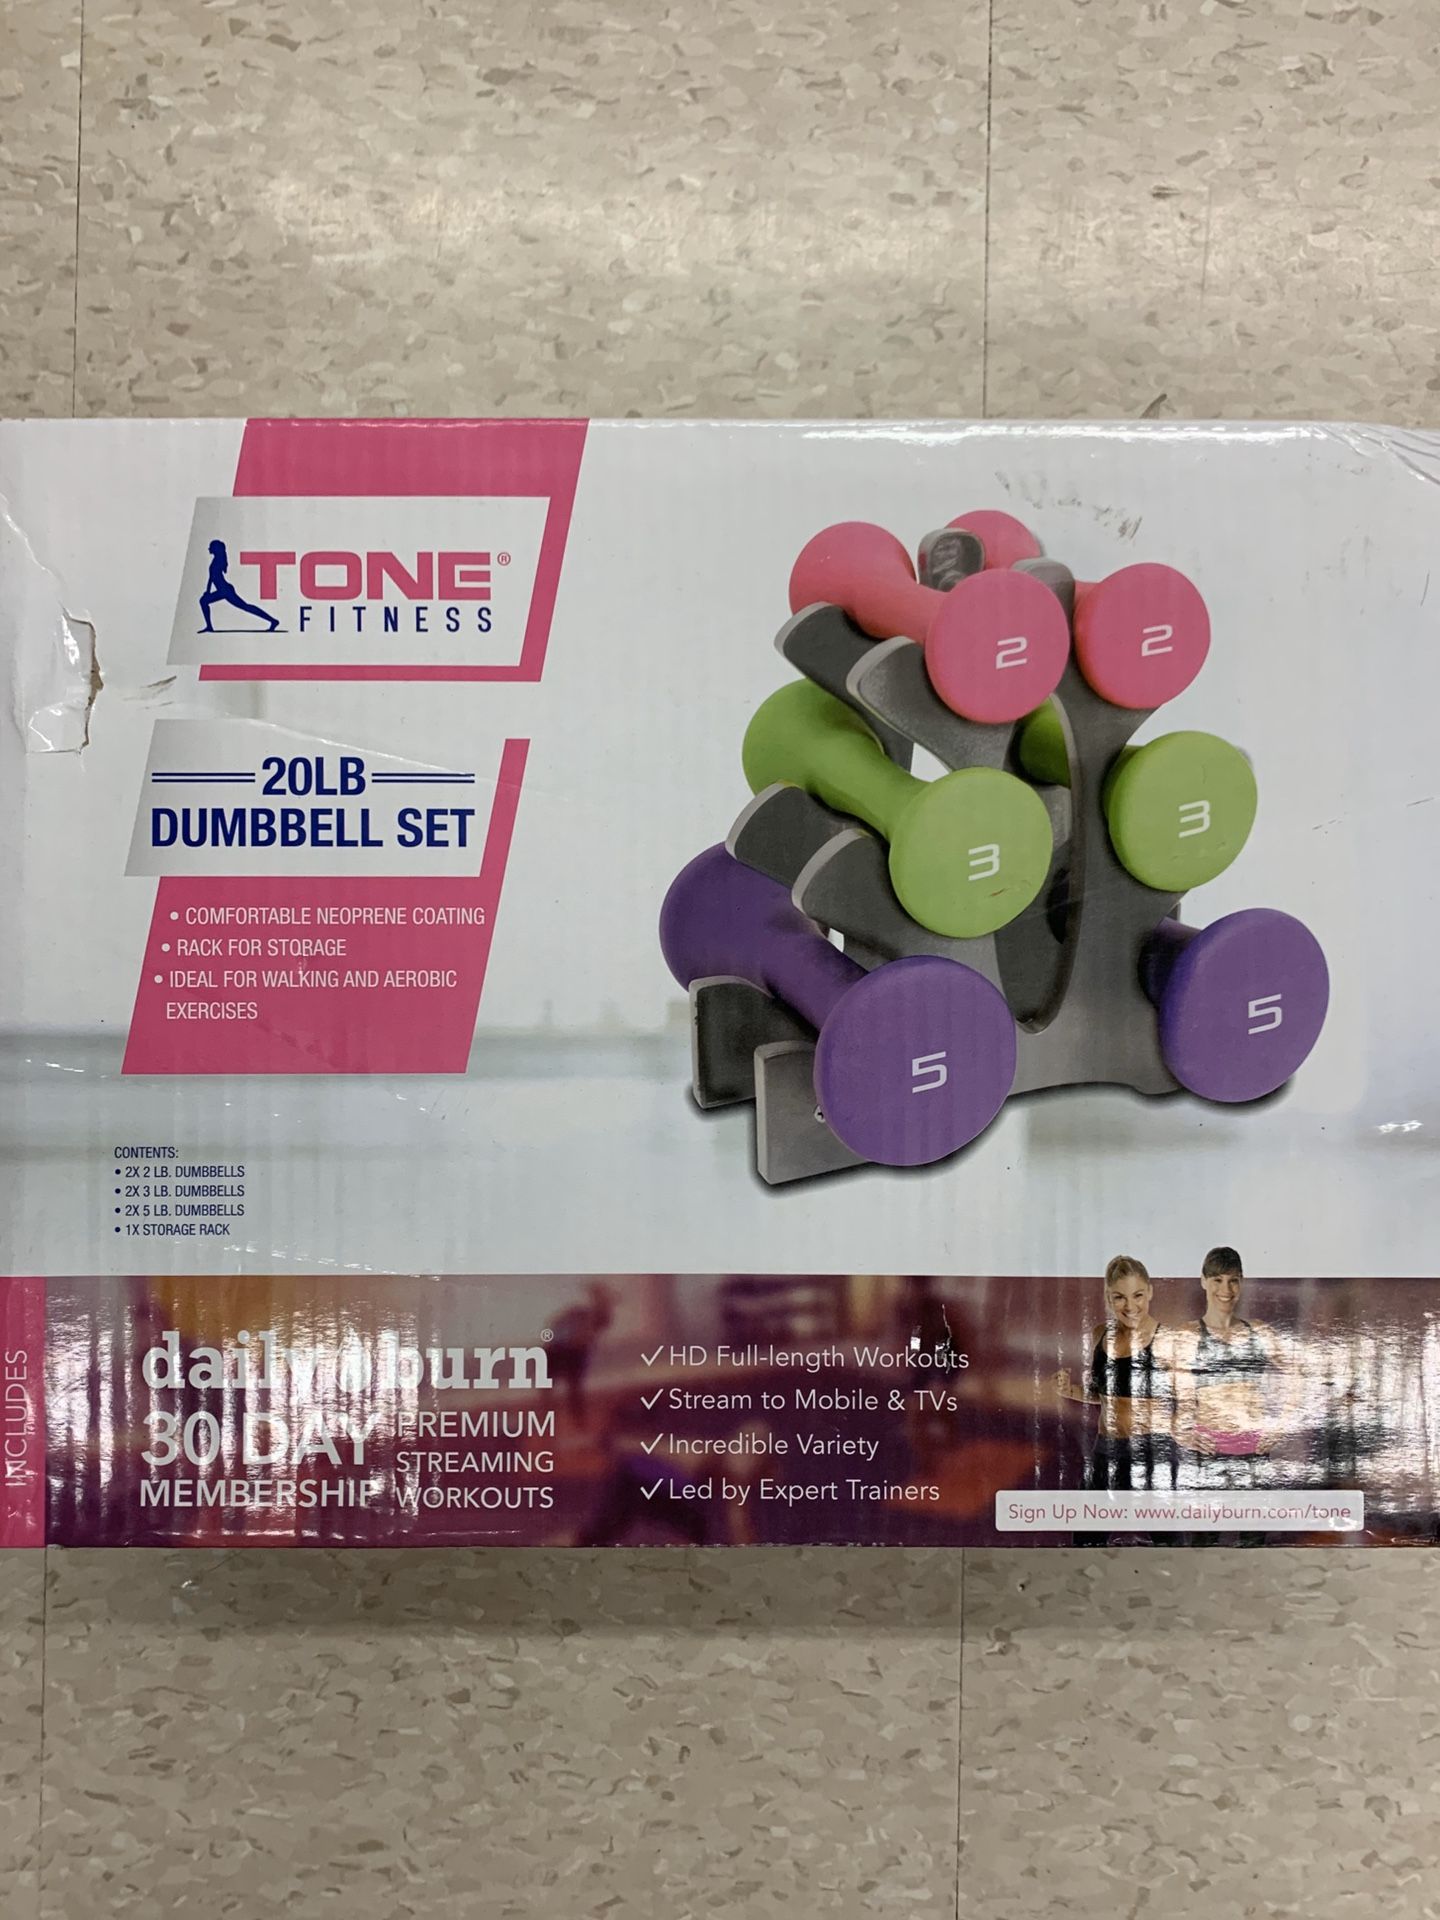 TONE®
FITNESS
20LB
DUMBBELL SET
• COMFORTABLE NEOPRENE COATING
• RACK FOR STORAGE
• IDEAL FOR WALKING AND AEROBIC
EXERCISES
2
2
3
3
5
5
CONTENTS:
• 2X 2 LB. DUMBBELLS
• 2X 3 LB. DUMBBELLS
• 2X 5 LB. DUMBBELLS
• 1X STORAGE RACK
INCLUDES
daily burn®
30 DAY
MEMBERSHIP
PREMIUM
STREAMING
WORKOUTS
✓ HD Full-length Workouts
✓ Stream to Mobile & TVs
✓ Incredible Variety
✓ Led by Expert Trainers
Sign Up Now: www.dailyburn.com/tone